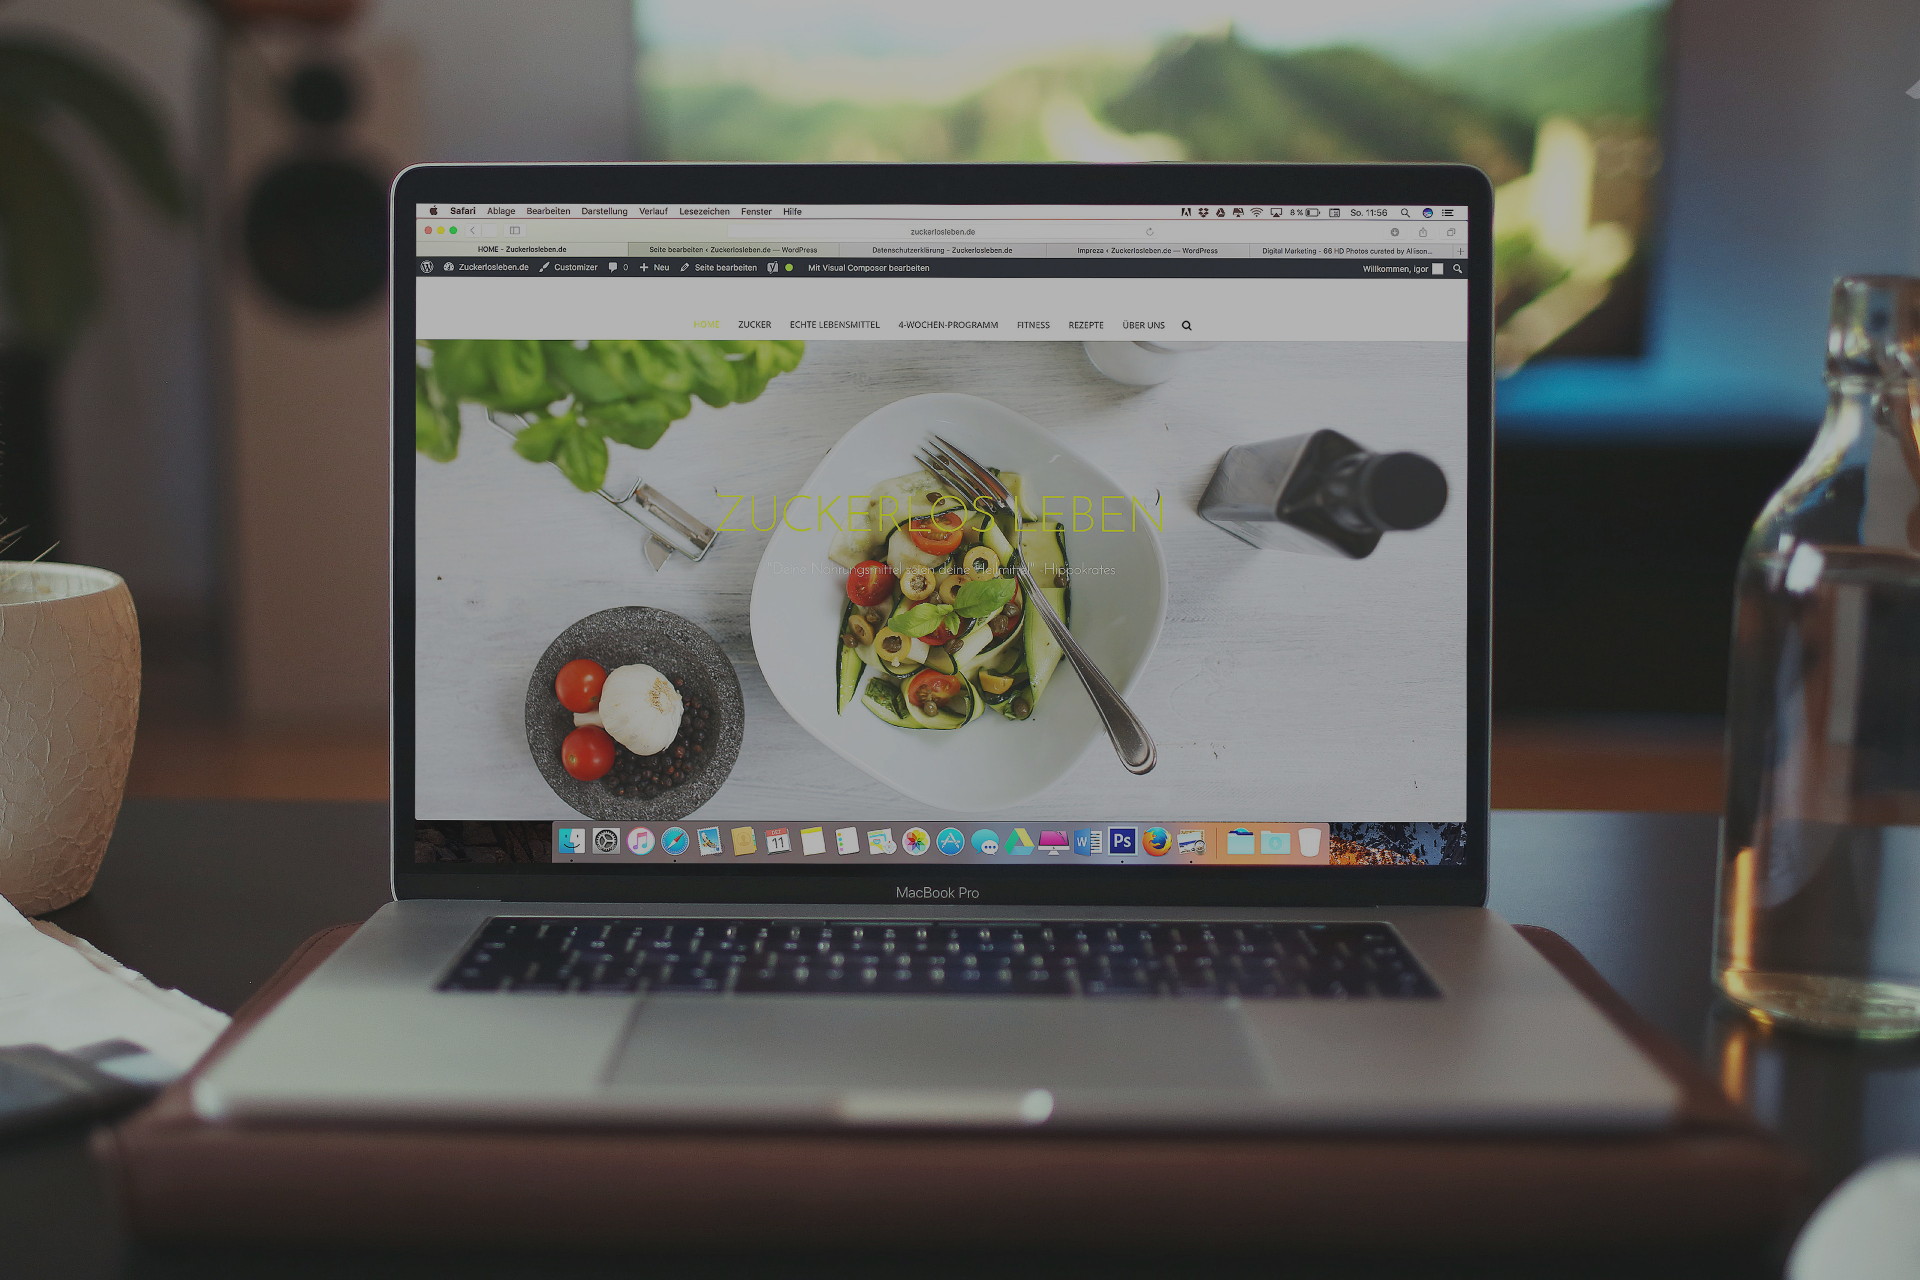 Safari Ablage Bearbeiten Darstellung Verlauf Lesezeichen Fenster Hilfe 8 % So. 11:56
zuckerlosleben.de
HOME - Zuckerlosleben.de Seite bearbeiten ‹ Zuckerlosleben.de — WordPress Datenschutzerklärung - Zuckerlosleben.de Impreza ‹ Zuckerlosleben.de — WordPress Digital Marketing - 66 HD Photos curated by Allison...
Zuckerlosleben.de Customizer 0 + Neu Seite bearbeiten Mit Visual Composer bearbeiten Willkommen, igor
HOME ZUCKER ECHTE LEBENSMITTEL 4-WOCHEN-PROGRAMM FITNESS REZEPTE ÜBER UNS
ZUCKERLOS LEBEN
"Deine Nahrungsmittel seien deine Heilmittel" -Hippokrates
11
W Ps
MacBook Pro